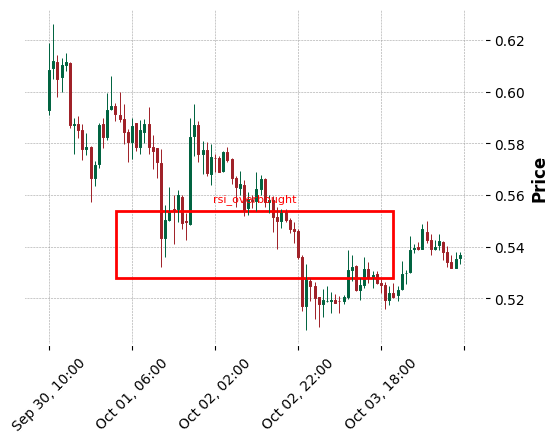 0.62
0.60
0.58
0.56
0.54
0.52
Price
rsi_overbought
Sep 30, 10:00
Oct 01, 06:00
Oct 02, 02:00
Oct 02, 22:00
Oct 03, 18:00